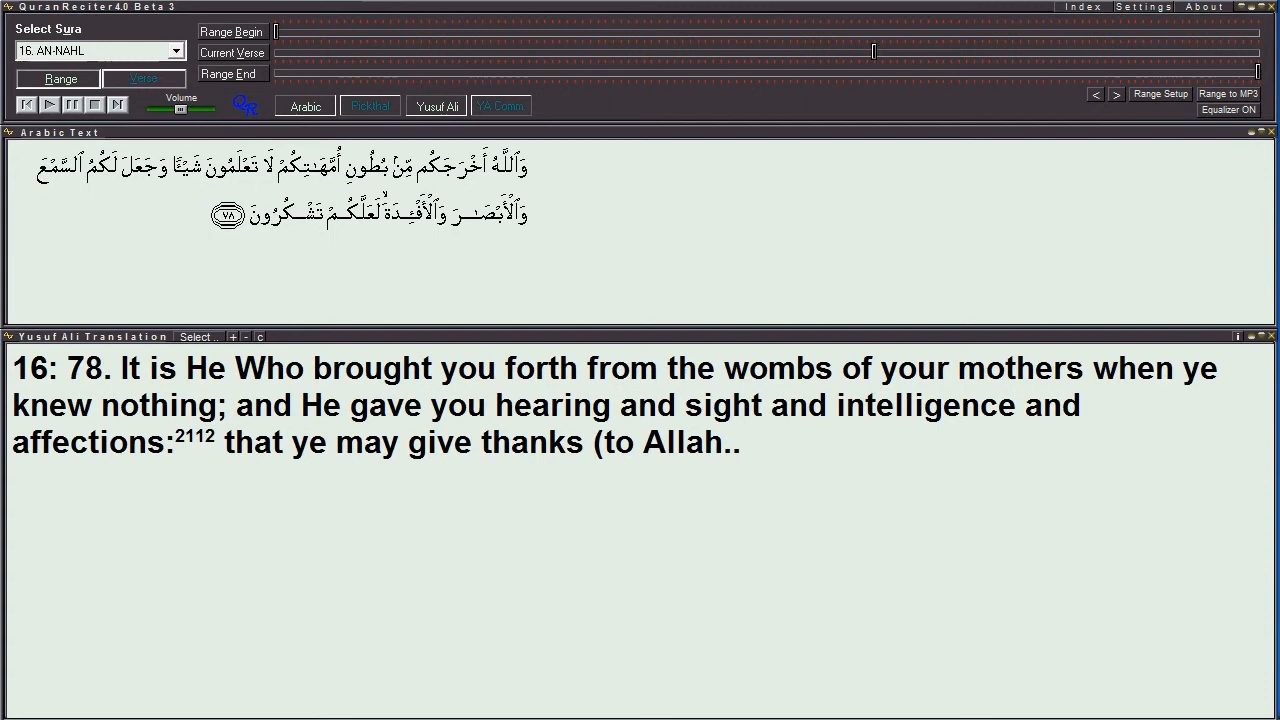 QuranReciter4.0 Beta 3
Index Settings About
Select Sura
16. AN-NAHL
Range Verse
Volume
Range Begin
Current Verse
Range End
QR
Arabic Pickthal Yusuf Ali YA Comm.
< > Range Setup Range to MP3
Equalizer ON
Arabic Text
وَٱللَّهُ أَخْرَجَكُم مِّنۢ بُطُونِ أُمَّهَـٰتِكُمْ لَا تَعْلَمُونَ شَيْـًٔا وَجَعَلَ لَكُمُ ٱلسَّمْعَ
وَٱلْأَبْصَـٰرَ وَٱلْأَفْـِٔدَةَ ۙ لَعَلَّكُمْ تَشْكُرُونَ ٧٨
Yusuf Ali Translation Select .. + - c i
16: 78. It is He Who brought you forth from the wombs of your mothers when ye
knew nothing; and He gave you hearing and sight and intelligence and
affections:2112 that ye may give thanks (to Allah..